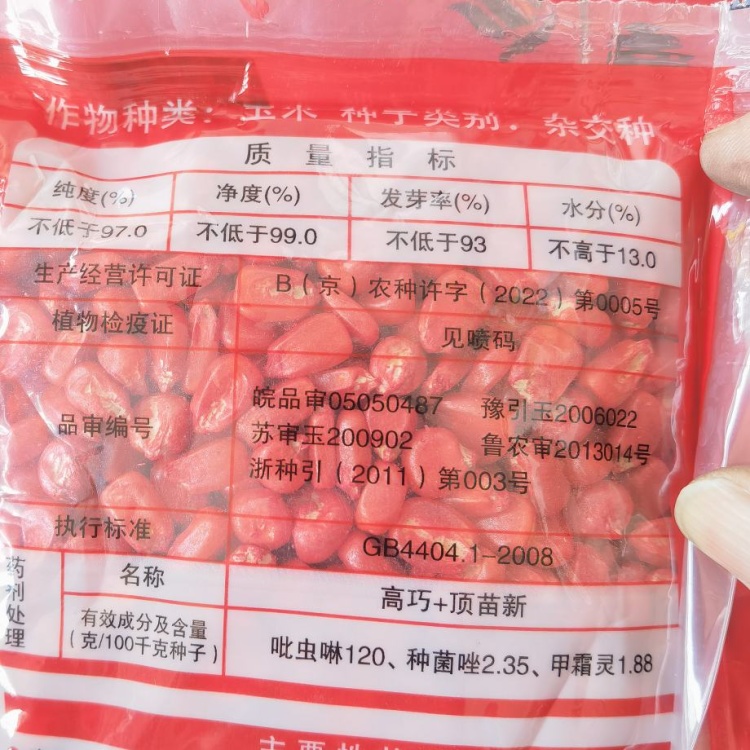 作物种类：玉米 种子类别：杂交种
质量指标
纯度(%) 净度(%) 发芽率(%) 水分(%)
不低于97.0 不低于99.0 不低于93 不高于13.0
生产经营许可证 B（京）农种许字（2022）第0005号
植物检疫证 见喷码
品审编号
皖品审05050487 豫引玉2006022
苏审玉200902 鲁农审2013014号
浙种引（2011）第003号
执行标准 GB4404.1-2008
药剂处理
名称 高巧+顶苗新
有效成分及含量
（克/100千克种子）
吡虫啉120、种菌唑2.35、甲霜灵1.88
主要性